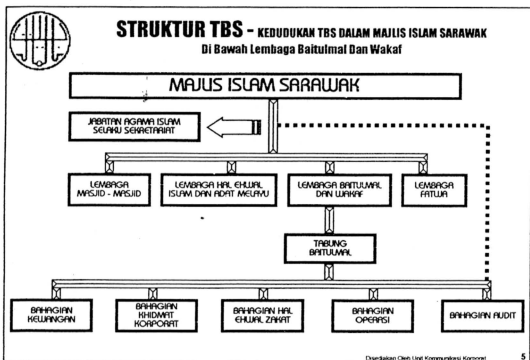 STRUKTUR TBS - KEDUDUKAN TBS DALAM MAJLIS ISLAM SARAWAK
Di Bawah Lembaga Baitulmal Dan Wakaf
MAJLIS ISLAM SARAWAK
JABATAN AGAMA ISLAM
SELAKU SEKRETARIAT
LEMBAGA
MASJID - MASJID
LEMBAGA HAL EHWAL
ISLAM DAN ADAT MELAYU
LEMBAGA BAITULMAL
DAN WAKAF
LEMBAGA
FATWA
TABUNG
BAITULMAL
BAHAGIAN
KEWANGAN
BAHAGIAN
KHIDMAT
KORPORAT
BAHAGIAN HAL
EHWAL ZAKAT
BAHAGIAN
OPERASI
BAHAGIAN AUDIT
Disediakan Oleh Unit Komunikasi Korporat 5